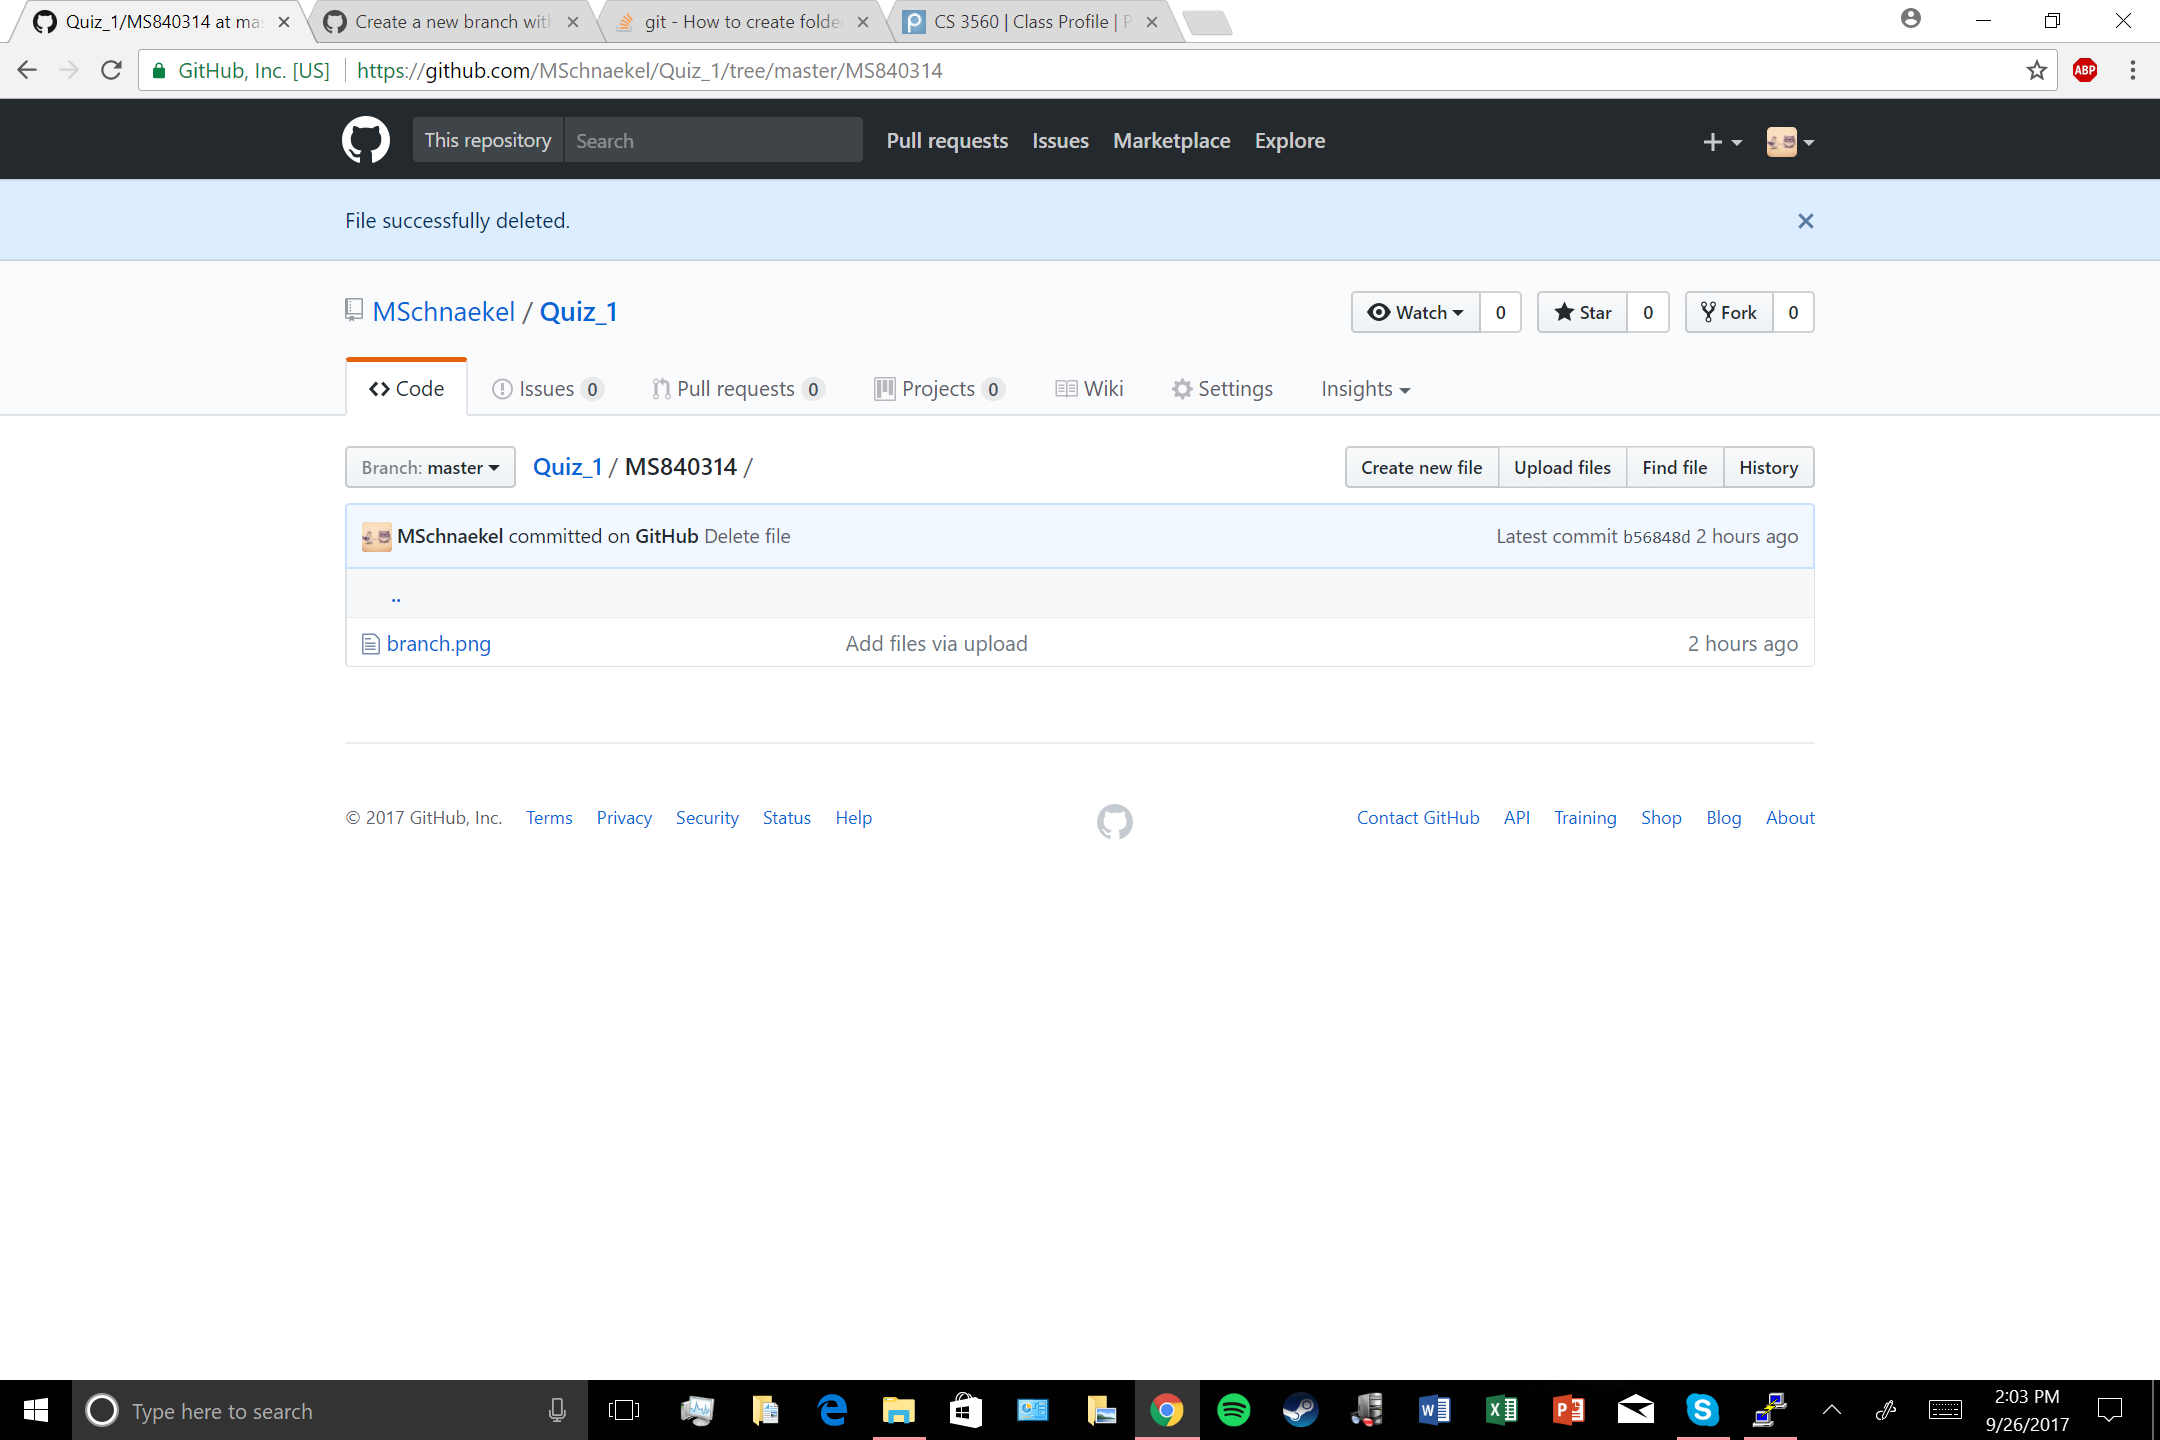 Quiz_1/MS840314 at ma
Create a new branch wit
git - How to create folde
CS 3560 | Class Profile | P
GitHub, Inc. [US]
https://github.com/MSchnaekel/Quiz_1/tree/master/MS840314
ABP
This repository
Search
Pull requests
Issues
Marketplace
Explore
File successfully deleted.
MSchnaekel / Quiz_1
Watch 0
Star 0
Fork 0
Code
Issues 0
Pull requests 0
Projects 0
Wiki
Settings
Insights
Branch: master
Quiz_1 / MS840314 /
Create new file
Upload files
Find file
History
MSchnaekel committed on GitHub Delete file
Latest commit b56848d 2 hours ago
..
branch.png
Add files via upload
2 hours ago
© 2017 GitHub, Inc.
Terms
Privacy
Security
Status
Help
Contact GitHub
API
Training
Shop
Blog
About
Type here to search
2:03 PM
9/26/2017